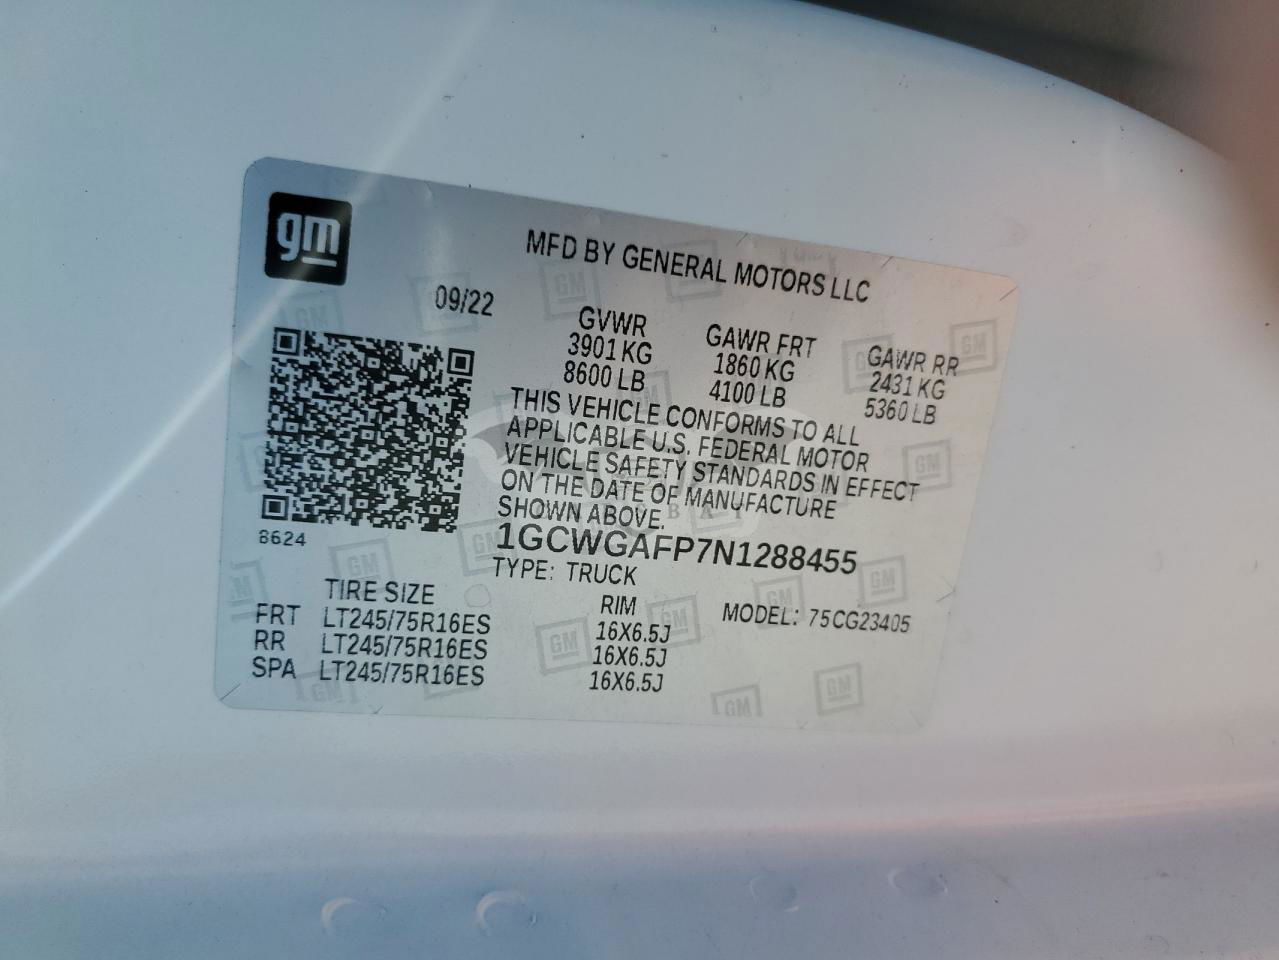 gm
MFD BY GENERAL MOTORS LLC
09/22
GVWR GAWR FRT GAWR RR
3901 KG 1860 KG 2431 KG
8600 LB 4100 LB 5360 LB
THIS VEHICLE CONFORMS TO ALL
APPLICABLE U.S. FEDERAL MOTOR
VEHICLE SAFETY STANDARDS IN EFFECT
ON THE DATE OF MANUFACTURE
SHOWN ABOVE.
8624
1GCWGAFP7N1288455
TYPE: TRUCK
TIRE SIZE RIM MODEL: 75CG23405
FRT LT245/75R16ES 16X6.5J
RR LT245/75R16ES 16X6.5J
SPA LT245/75R16ES 16X6.5J